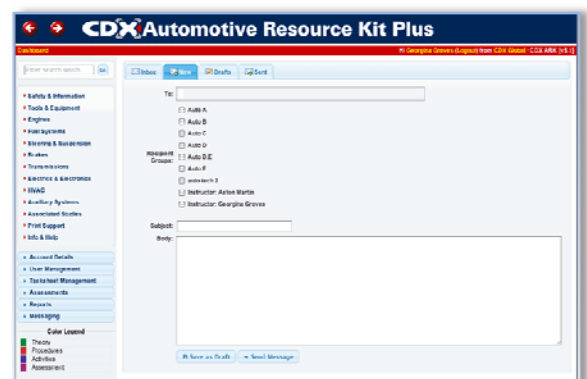 CDX Automotive Resource Kit Plus
Dashboard
Hi Georgina Groves (Logout) from CDX Global - CDX ARK [v5.1]
Enter search words
Go
Inbox New Drafts Sent
Safety & Information
Tools & Equipment
Engines
Fuel Systems
Steering & Suspension
Brakes
Transmissions
Electrics & Electronics
HVAC
Auxiliary Systems
Associated Studies
Print Support
Info & Help
Account Details
User Management
Tasksheet Management
Assessments
Reports
Messaging
Color Legend
Theory
Procedures
Activities
Assessment
To:
Recipient Groups:
Auto A
Auto B
Auto C
Auto D
Auto D,E
Auto F
autotech 2
Instructor: Aston Martin
Instructor: Georgina Groves
Subject:
Body:
Save as Draft
Send Message